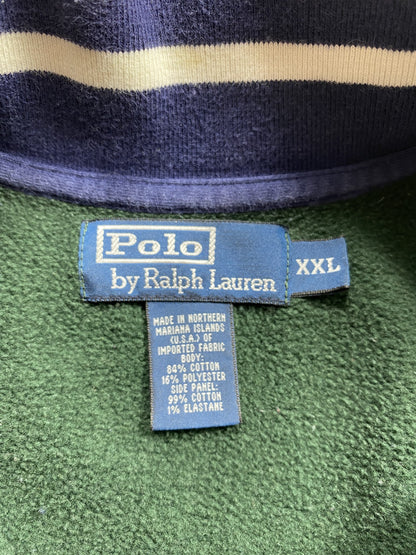 Polo
by Ralph Lauren
XXL
MADE IN NORTHERN
MARIANA ISLANDS
(U.S.A.) OF
IMPORTED FABRIC
BODY:
84% COTTON
16% POLYESTER
SIDE PANEL:
99% COTTON
1% ELASTANE